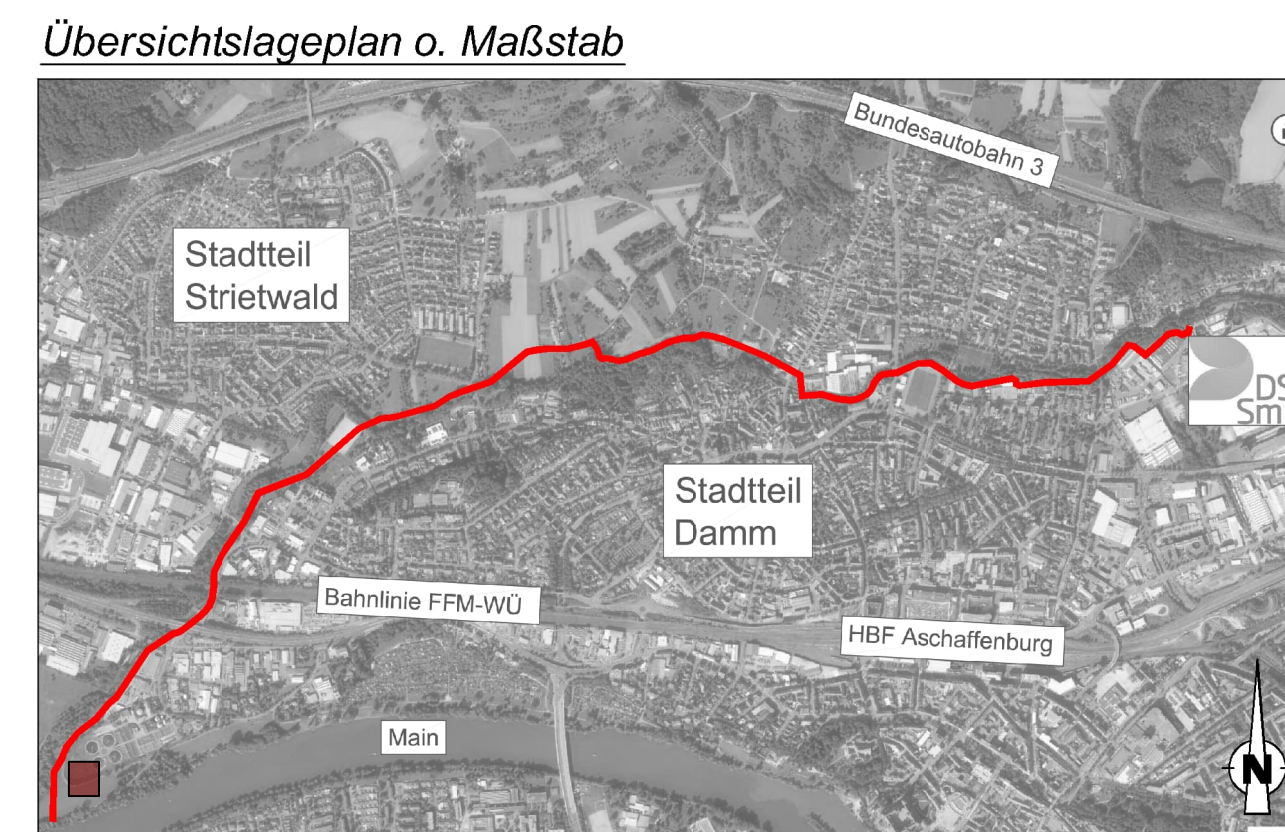 Übersichtslageplan o. Maßstab
Bundesautobahn 3
Stadtteil
Strietwald
Stadtteil
Damm
Bahnlinie FFM-WÜ
HBF Aschaffenburg
Main
N